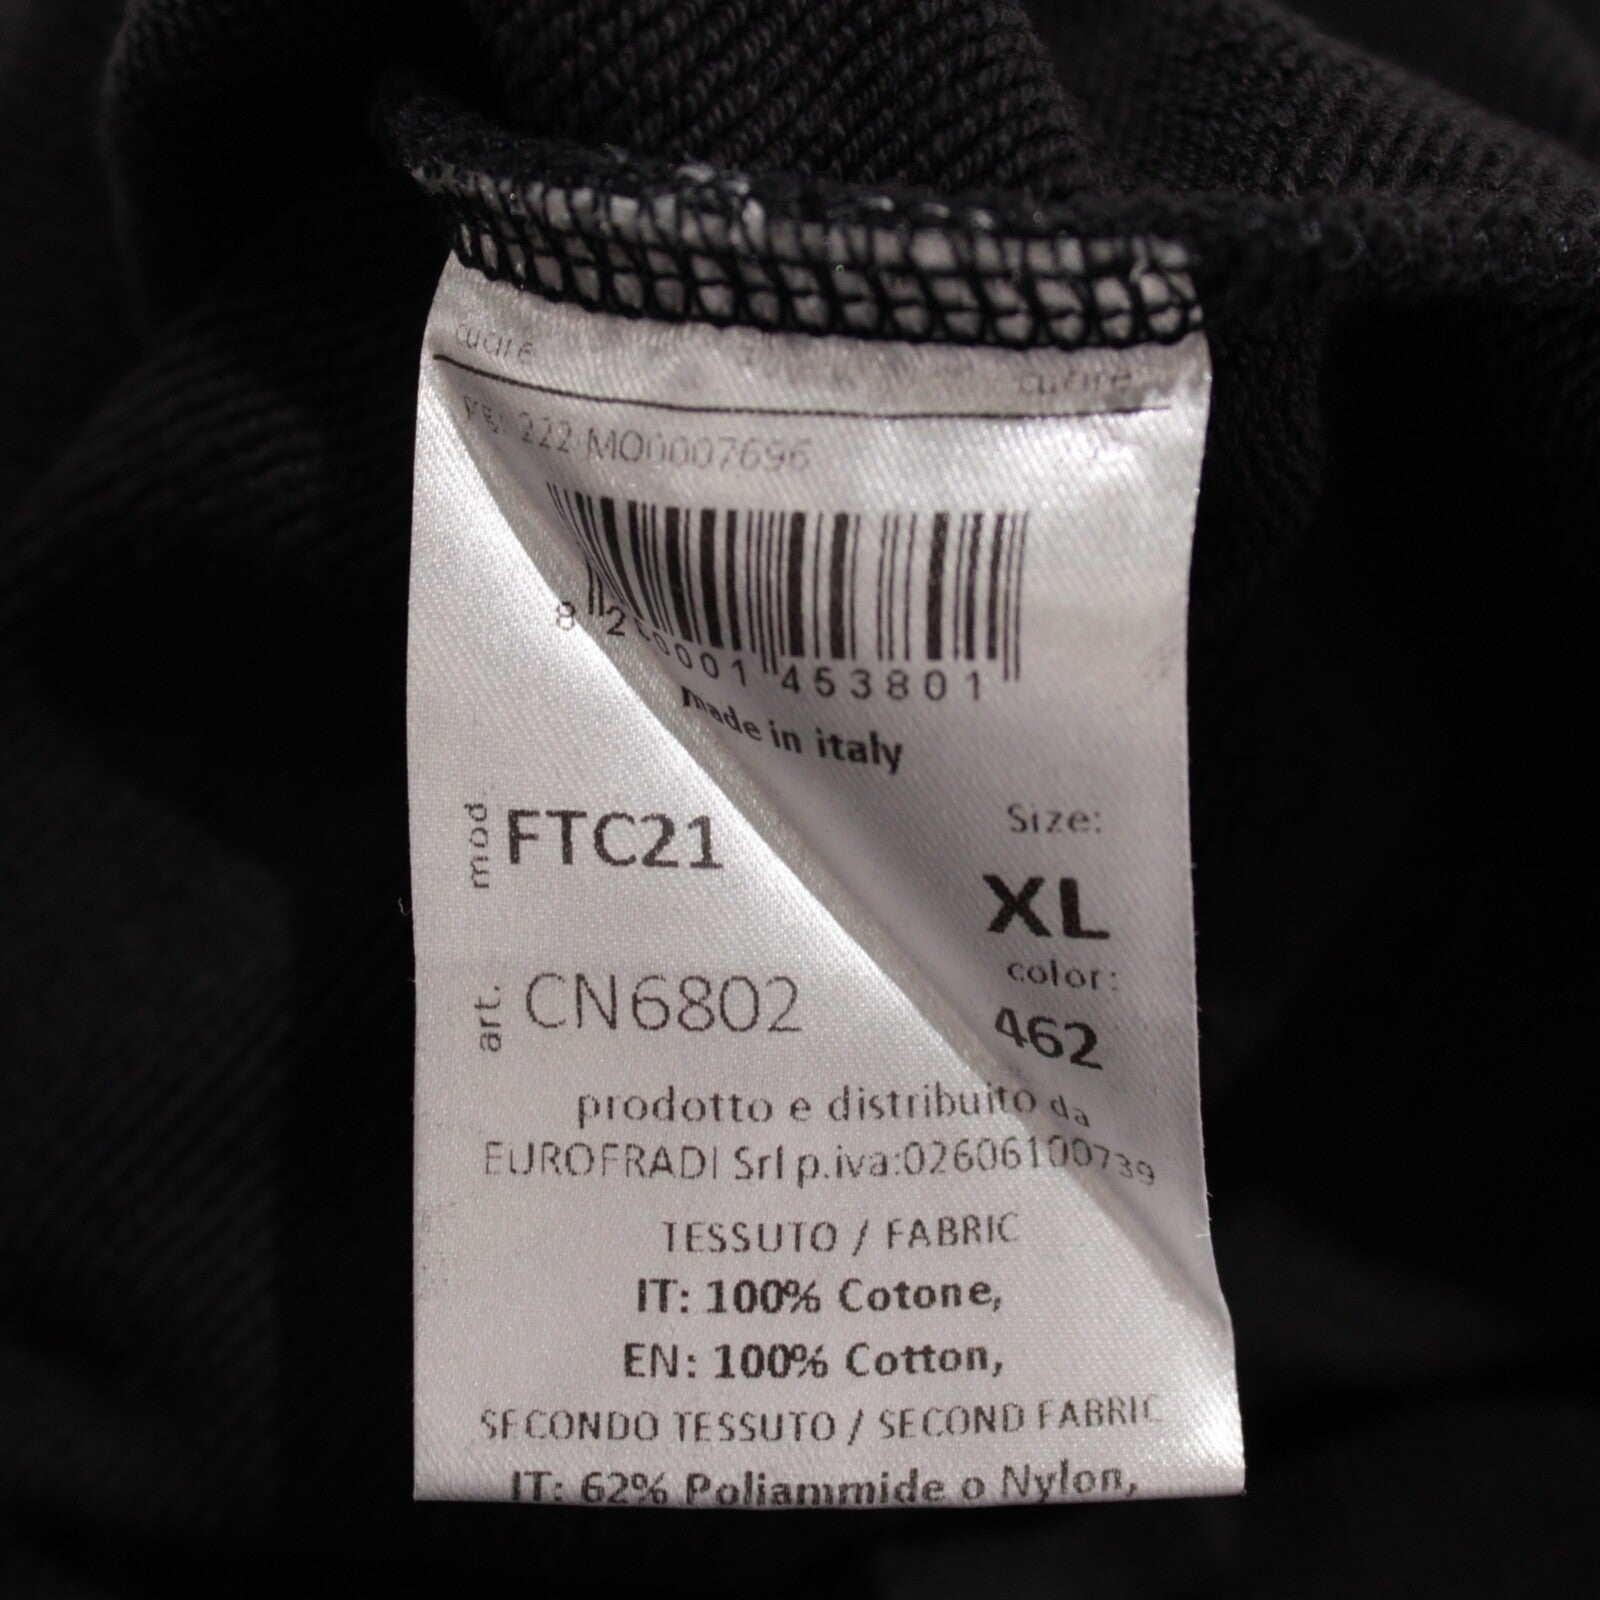 cucire cucire
222 MO0007696
8 2 0001 453801
made in italy
mod. FTC21
Size:
XL
art. CN6802
color:
462
prodotto e distribuito da
EUROFRADI Srl p.iva:02606100739
TESSUTO / FABRIC
IT: 100% Cotone,
EN: 100% Cotton,
SECONDO TESSUTO / SECOND FABRIC
IT: 62% Poliammide o Nylon,